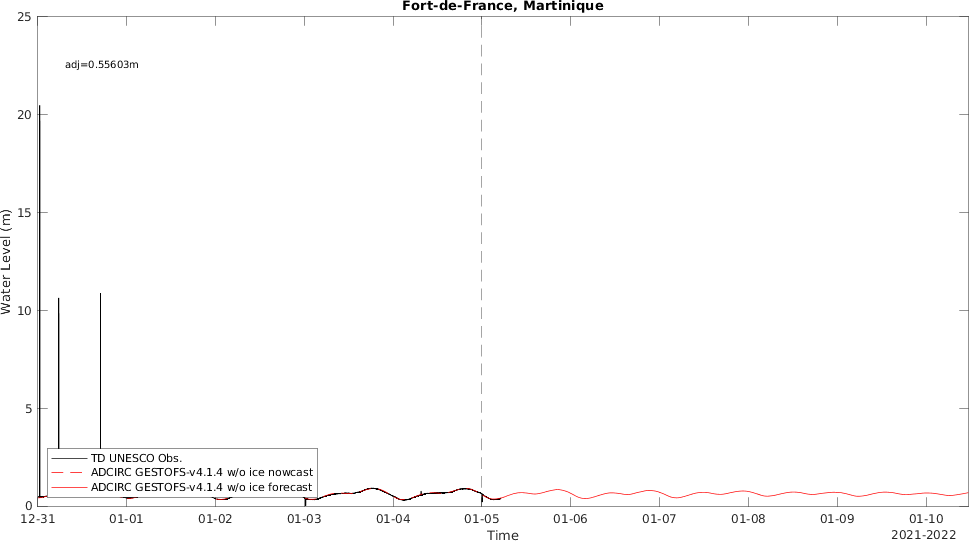 Fort-de-France, Martinique
25
adj=0.55603m
20
15
Water Level (m)
10
5
TD UNESCO Obs.
ADCIRC GESTOFS-v4.1.4 w/o ice nowcast
ADCIRC GESTOFS-v4.1.4 w/o ice forecast
0
12-31 01-01 01-02 01-03 01-04 01-05 01-06 01-07 01-08 01-09 01-10
Time
2021-2022